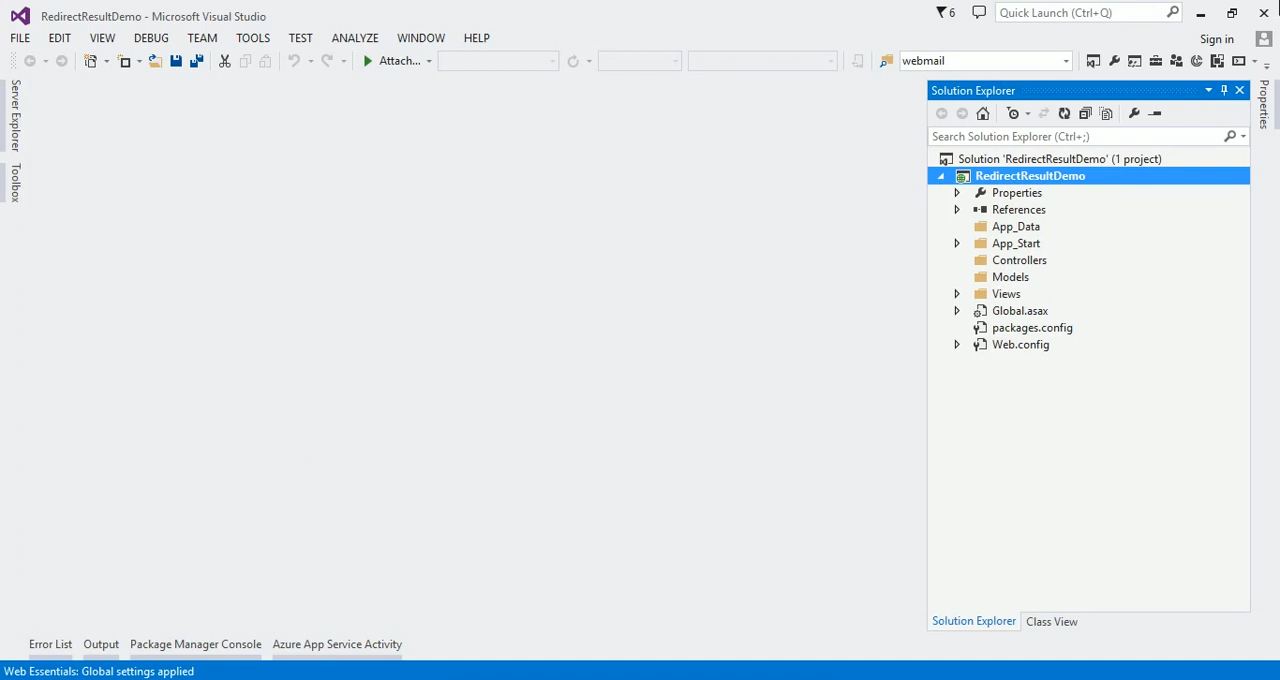 RedirectResultDemo - Microsoft Visual Studio
6
Quick Launch (Ctrl+Q)
FILE EDIT VIEW DEBUG TEAM TOOLS TEST ANALYZE WINDOW HELP
Sign in
Attach...
webmail
Server Explorer
Toolbox
Solution Explorer
Search Solution Explorer (Ctrl+;)
Solution 'RedirectResultDemo' (1 project)
RedirectResultDemo
Properties
References
App_Data
App_Start
Controllers
Models
Views
Global.asax
packages.config
Web.config
Solution Explorer Class View
Properties
Error List Output Package Manager Console Azure App Service Activity
Web Essentials: Global settings applied